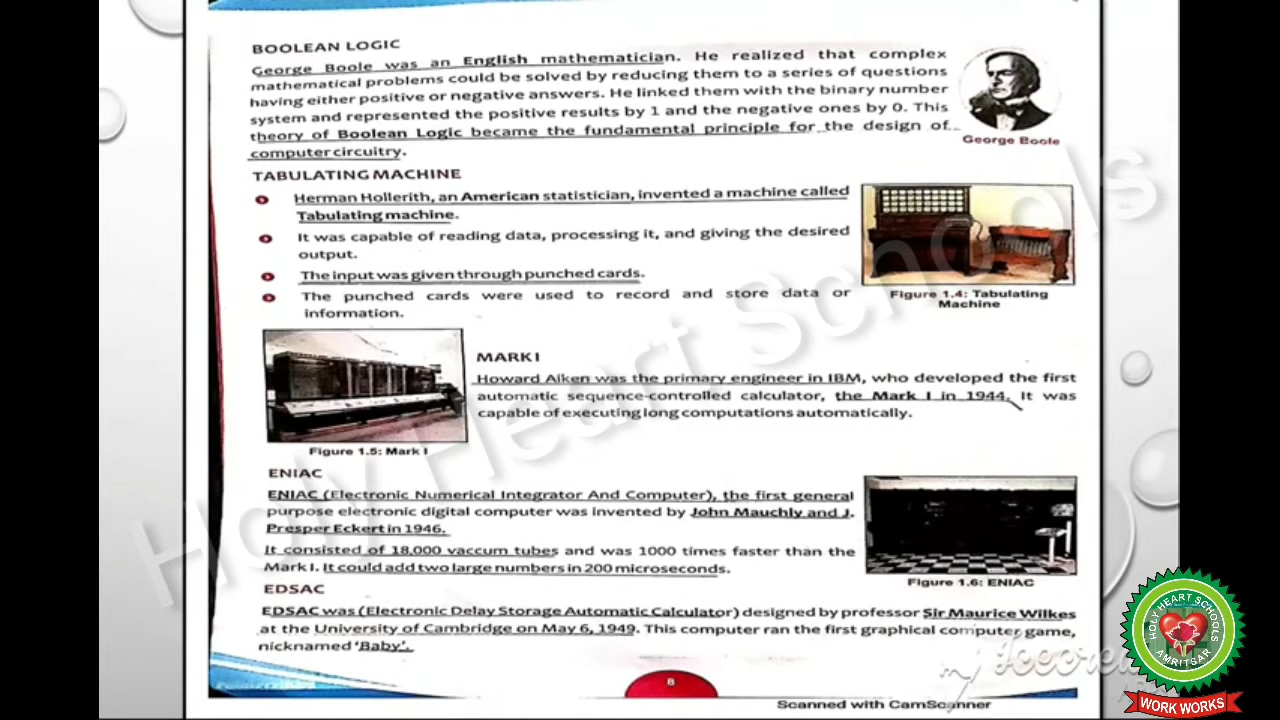 BOOLEAN LOGIC
George Boole was an English mathematician. He realized that complex
mathematical problems could be solved by reducing them to a series of questions
having either positive or negative answers. He linked them with the binary number
system and represented the positive results by 1 and the negative ones by 0. This
theory of Boolean Logic became the fundamental principle for the design of
computer circuitry.
George Boole
TABULATING MACHINE
Herman Hollerith, an American statistician, invented a machine called
Tabulating machine.
It was capable of reading data, processing it, and giving the desired
output.
The input was given through punched cards.
The punched cards were used to record and store data or
information.
Figure 1.4: Tabulating
Machine
MARK I
Howard Aiken was the primary engineer in IBM, who developed the first
automatic sequence-controlled calculator, the Mark I in 1944. It was
capable of executing long computations automatically.
Figure 1.5: Mark I
ENIAC
ENIAC (Electronic Numerical Integrator And Computer), the first general
purpose electronic digital computer was invented by John Mauchly and J.
Presper Eckert in 1946.
It consisted of 18,000 vaccum tubes and was 1000 times faster than the
Mark I. It could add two large numbers in 200 microseconds.
Figure 1.6: ENIAC
EDSAC
EDSAC was (Electronic Delay Storage Automatic Calculator) designed by professor Sir Maurice Wilkes
at the University of Cambridge on May 6, 1949. This computer ran the first graphical computer game,
nicknamed 'Baby'.
8
Scanned with CamScanner
Holy Heart Schools
HOLY HEART SCHOOLS
AMRITSAR
WORK WORKS